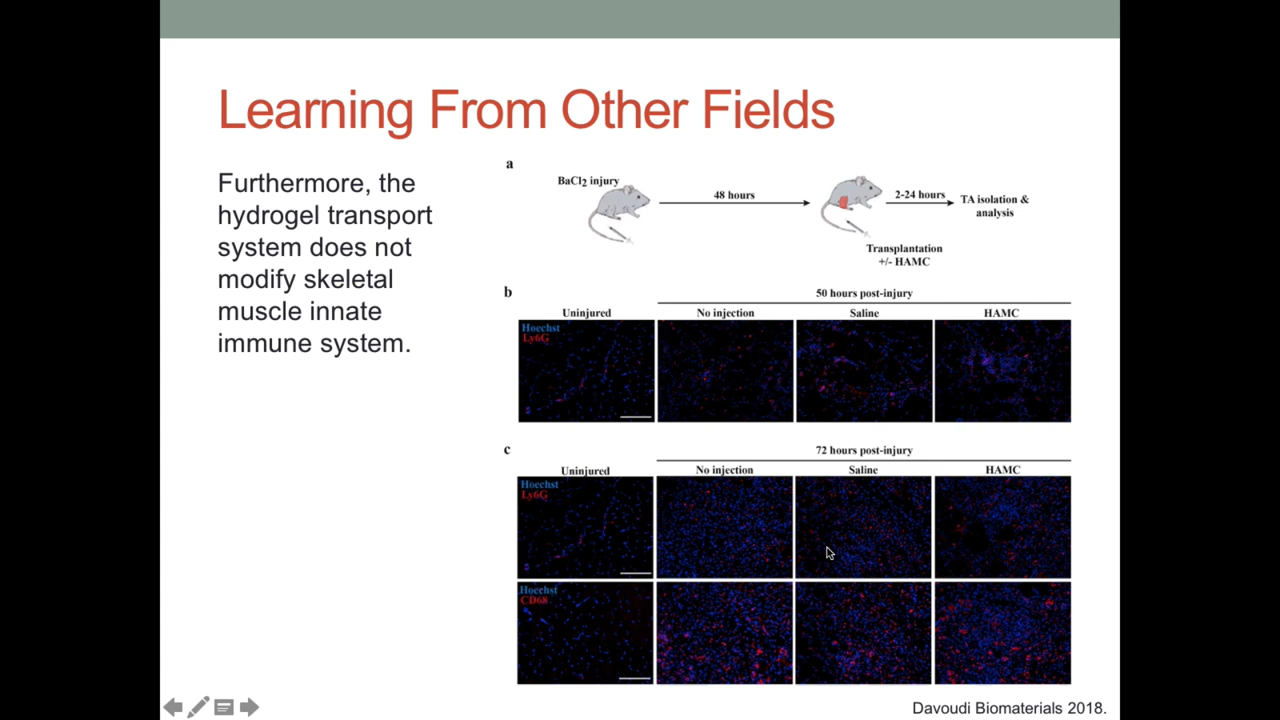 Learning From Other Fields
Furthermore, the
hydrogel transport
system does not
modify skeletal
muscle innate
immune system.
a
BaCl2 injury
48 hours
2-24 hours
TA isolation &
analysis
Transplantation
+/- HAMC
b
50 hours post-injury
Uninjured
No injection
Saline
HAMC
Hoechst
Ly6G
c
72 hours post-injury
Uninjured
No injection
Saline
HAMC
Hoechst
Ly6G
Hoechst
CD68
Davoudi Biomaterials 2018.